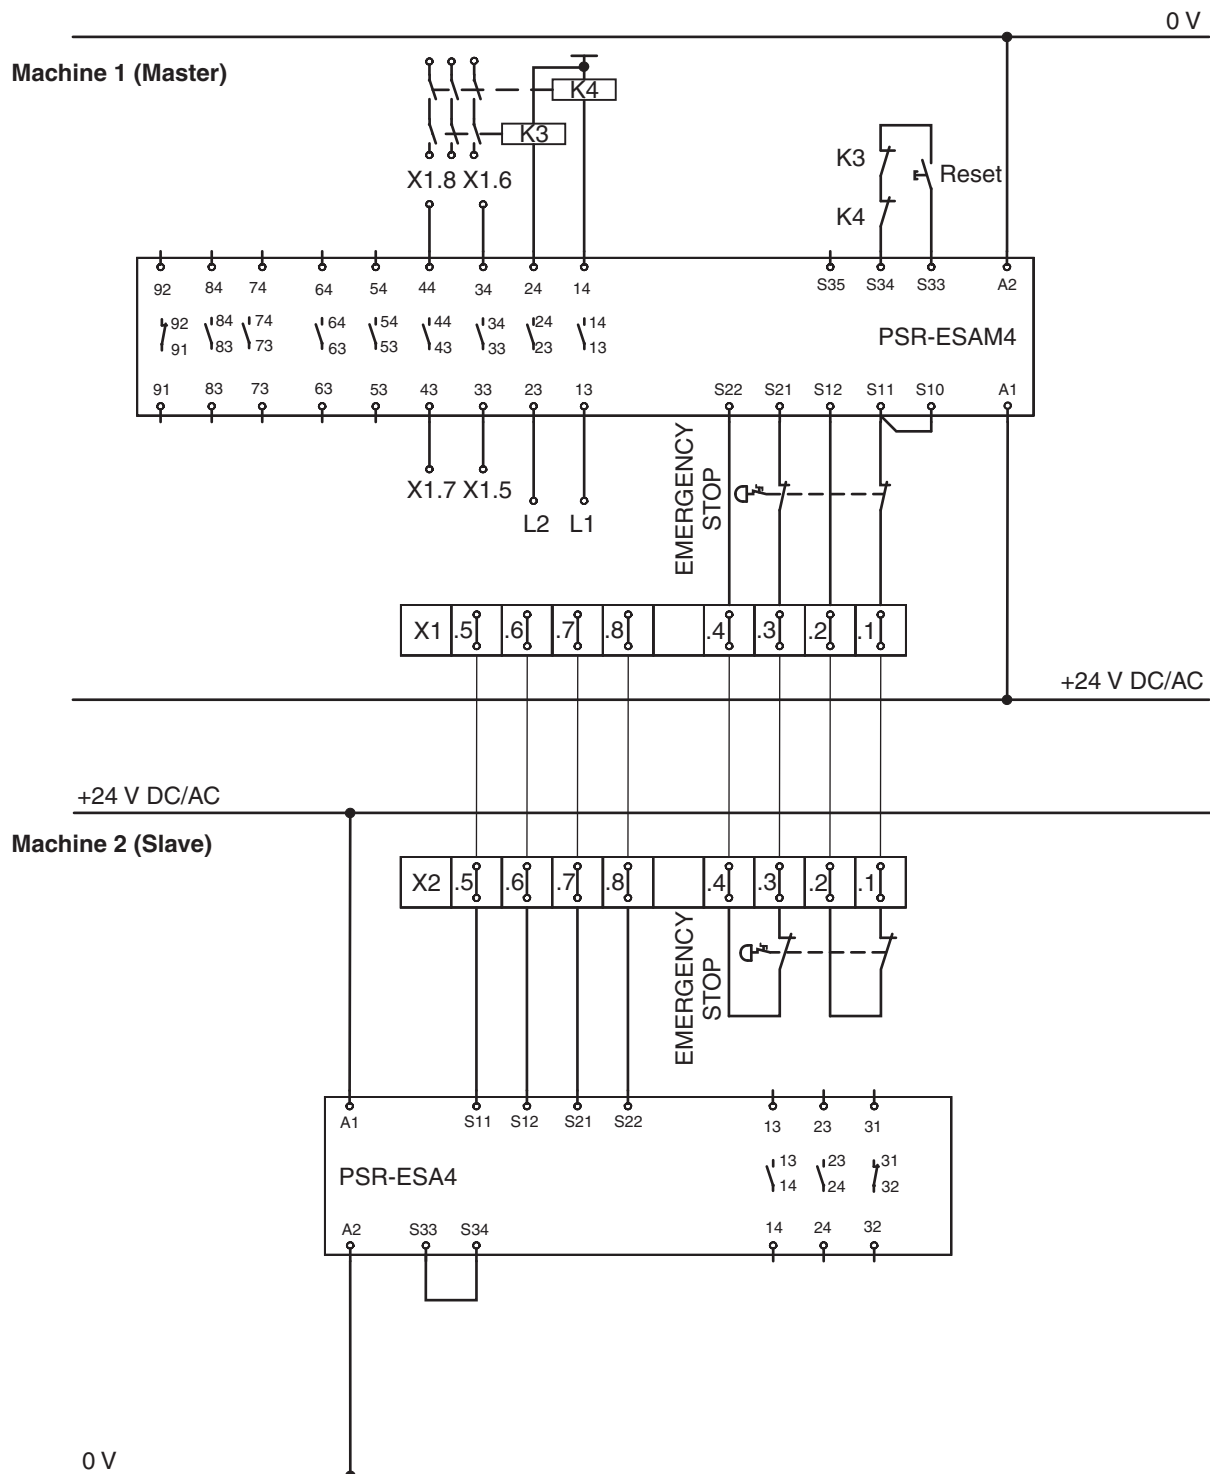 0 V
Machine 1 (Master)
K4
K3
X1.8 X1.6
K3
Reset
K4
92 84 74 64 54 44 34 24 14 S35 S34 S33 A2
92 84 74 64 54 44 34 24 14
91 83 73 63 53 43 33 23 13
PSR-ESAM4
91 83 73 63 53 43 33 23 13 S22 S21 S12 S11 S10 A1
EMERGENCY
STOP
X1.7 X1.5
L2 L1
X1 .5 .6 .7 .8 .4 .3 .2 .1
+24 V DC/AC
+24 V DC/AC
Machine 2 (Slave)
X2 .5 .6 .7 .8 .4 .3 .2 .1
EMERGENCY
STOP
A1 S11 S12 S21 S22 13 23 31
13 23 31
14 24 32
PSR-ESA4
A2 S33 S34 14 24 32
0 V